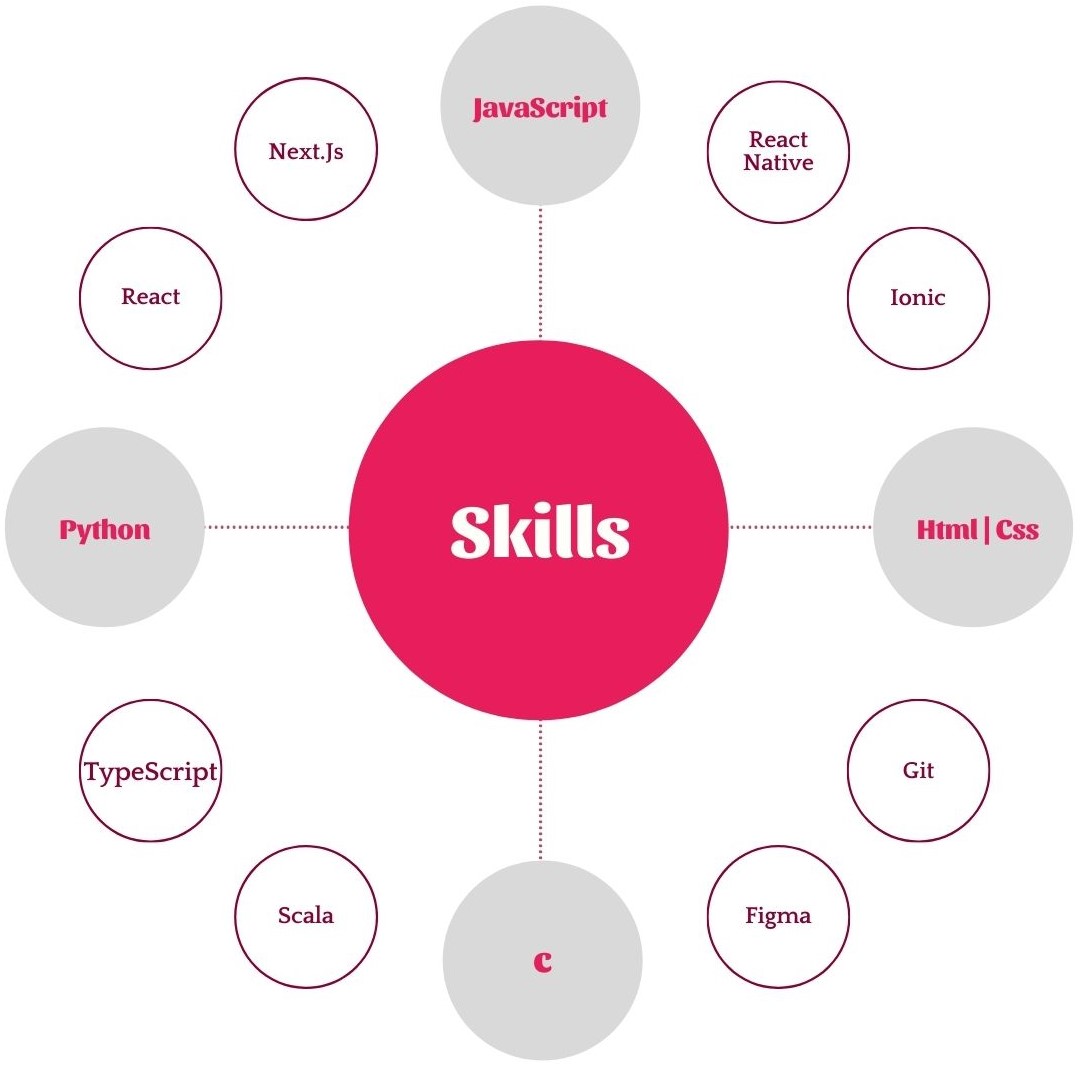 JavaScript
Next.Js
React
Native
React
Ionic
Python
Skills
Html | Css
TypeScript
Git
Scala
Figma
C